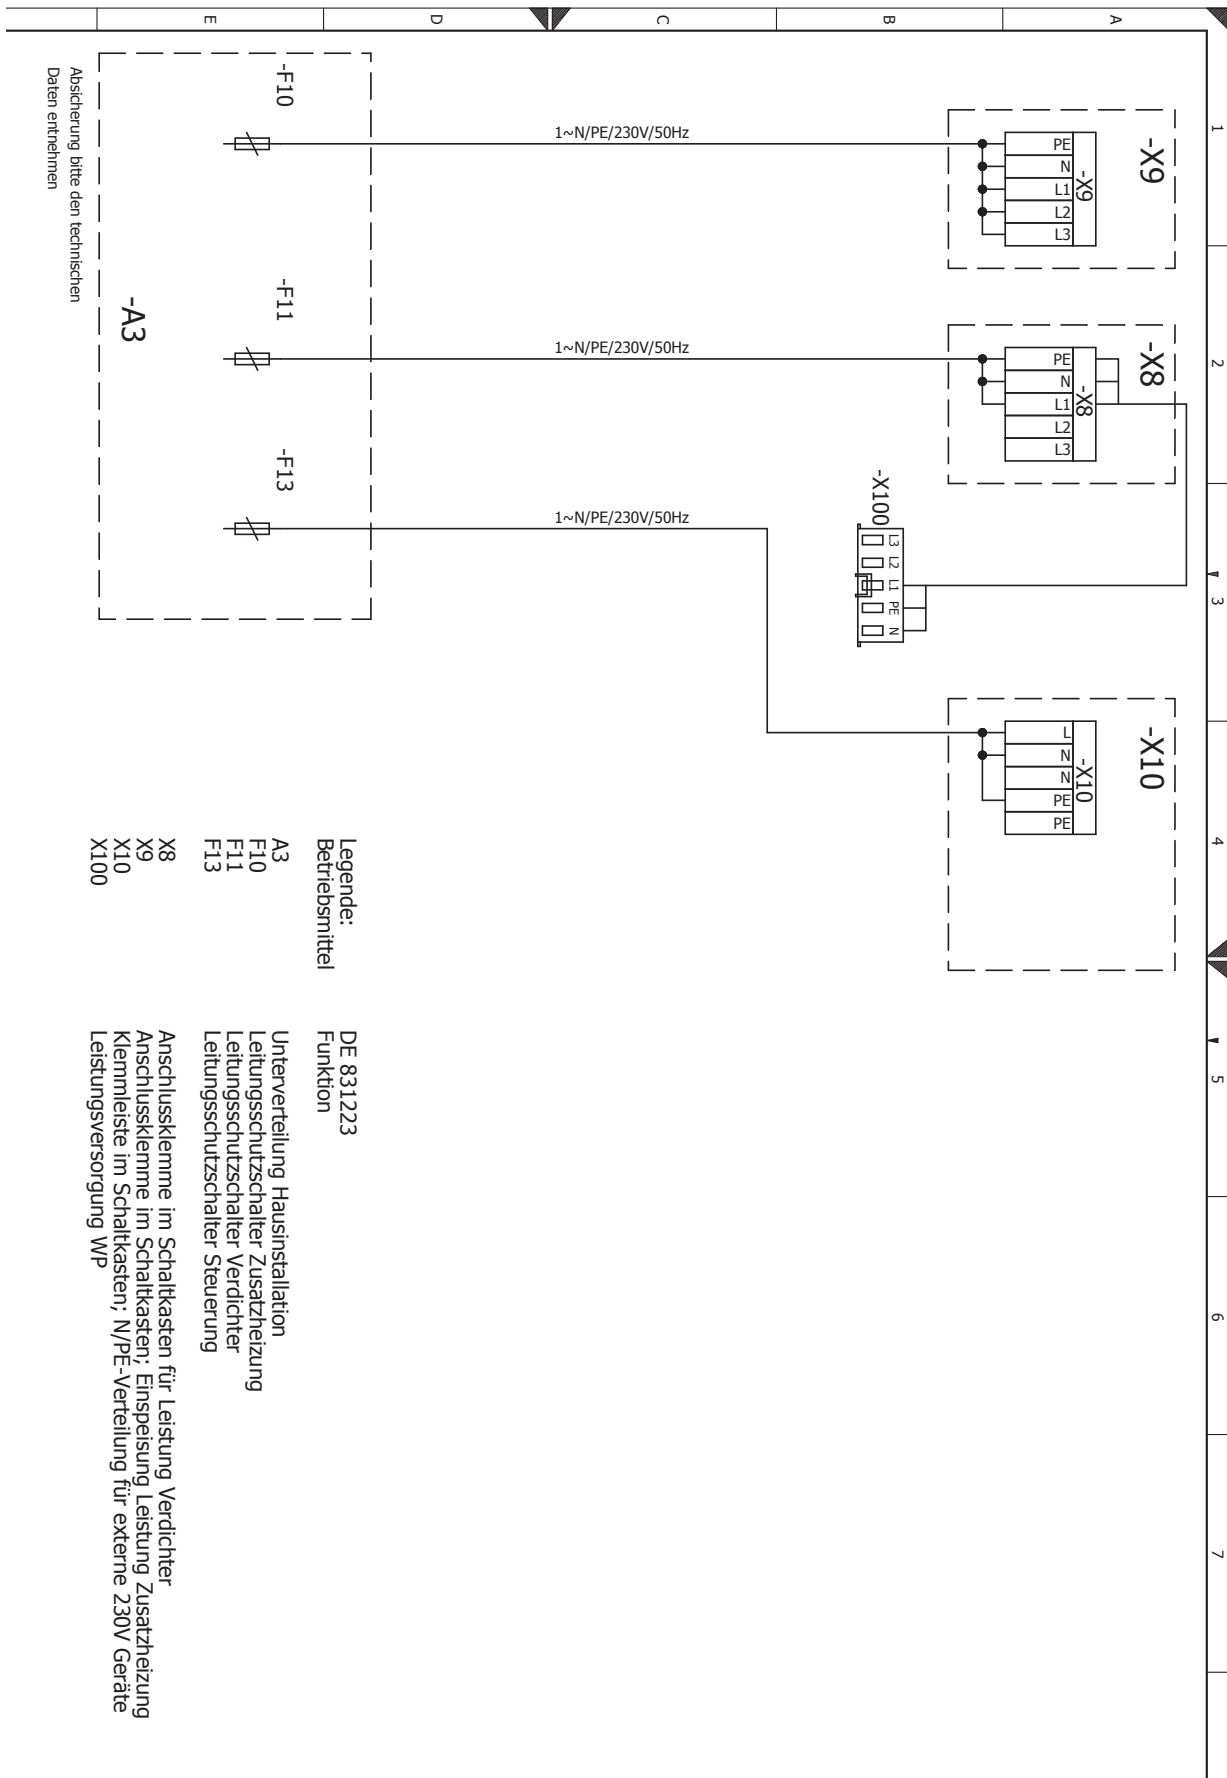 1
2
3
4
5
6
7
A
B
C
D
E
-X9
-X9
PE
N
L1
L2
L3
-X8
-X8
PE
N
L1
L2
L3
-X100
L3
L2
L1
PE
N
-X10
-X10
L
N
N
PE
PE
1~N/PE/230V/50Hz
1~N/PE/230V/50Hz
1~N/PE/230V/50Hz
-F10
-F11
-F13
-A3
Absicherung bitte den technischen
Daten entnehmen
Legende: DE 831223
Betriebsmittel Funktion
A3 Unterverteilung Hausinstallation
F10 Leitungsschutzschalter Zusatzheizung
F11 Leitungsschutzschalter Verdichter
F13 Leitungsschutzschalter Steuerung
X8 Anschlussklemme im Schaltkasten für Leistung Verdichter
X9 Anschlussklemme im Schaltkasten; Einspeisung Leistung Zusatzheizung
X10 Klemmleiste im Schaltkasten; N/PE-Verteilung für externe 230V Geräte
X100 Leistungsversorgung WP